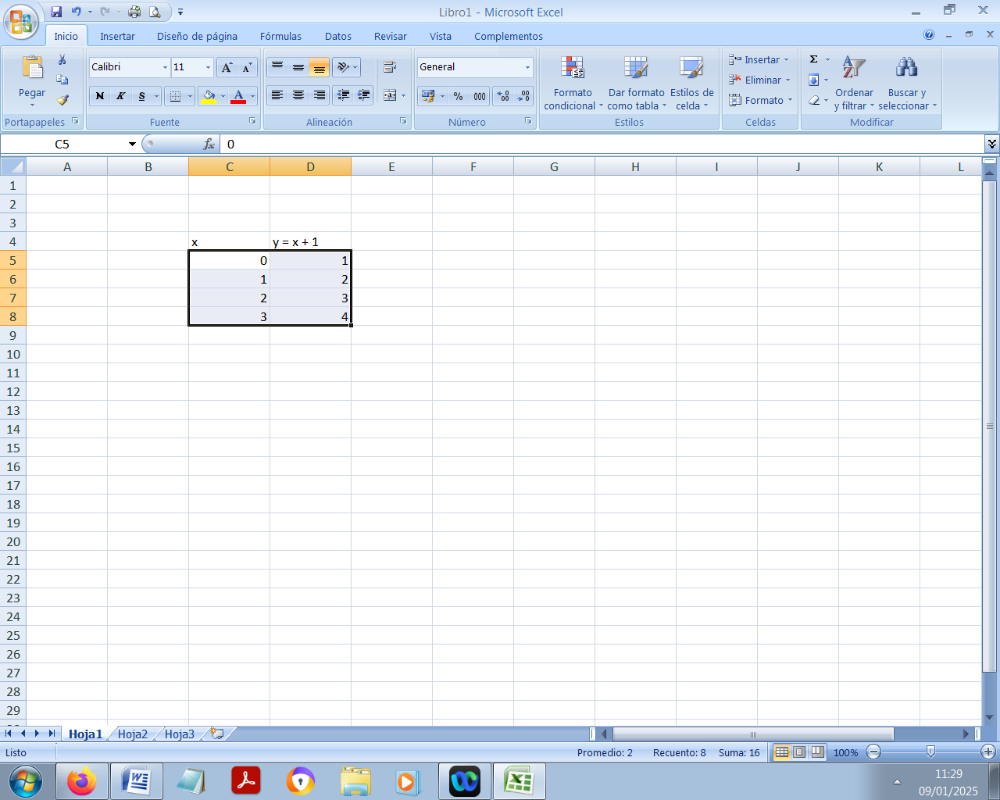 Libro1 - Microsoft Excel
Inicio Insertar Diseño de página Fórmulas Datos Revisar Vista Complementos
Pegar
Portapapeles
Calibri 11
N K S
Fuente
Alineación
General
% 000
Número
Formato condicional
Dar formato como tabla
Estilos de celda
Estilos
Insertar
Eliminar
Formato
Celdas
Σ
Ordenar y filtrar
Buscar y seleccionar
Modificar
C5 fx 0
A B C D E F G H I J K L
1
2
3
4 x y = x + 1
5 0 1
6 1 2
7 2 3
8 3 4
9
10
11
12
13
14
15
16
17
18
19
20
21
22
23
24
25
26
27
28
29
Hoja1 Hoja2 Hoja3
Listo Promedio: 2 Recuento: 8 Suma: 16 100%
11:29
09/01/2025